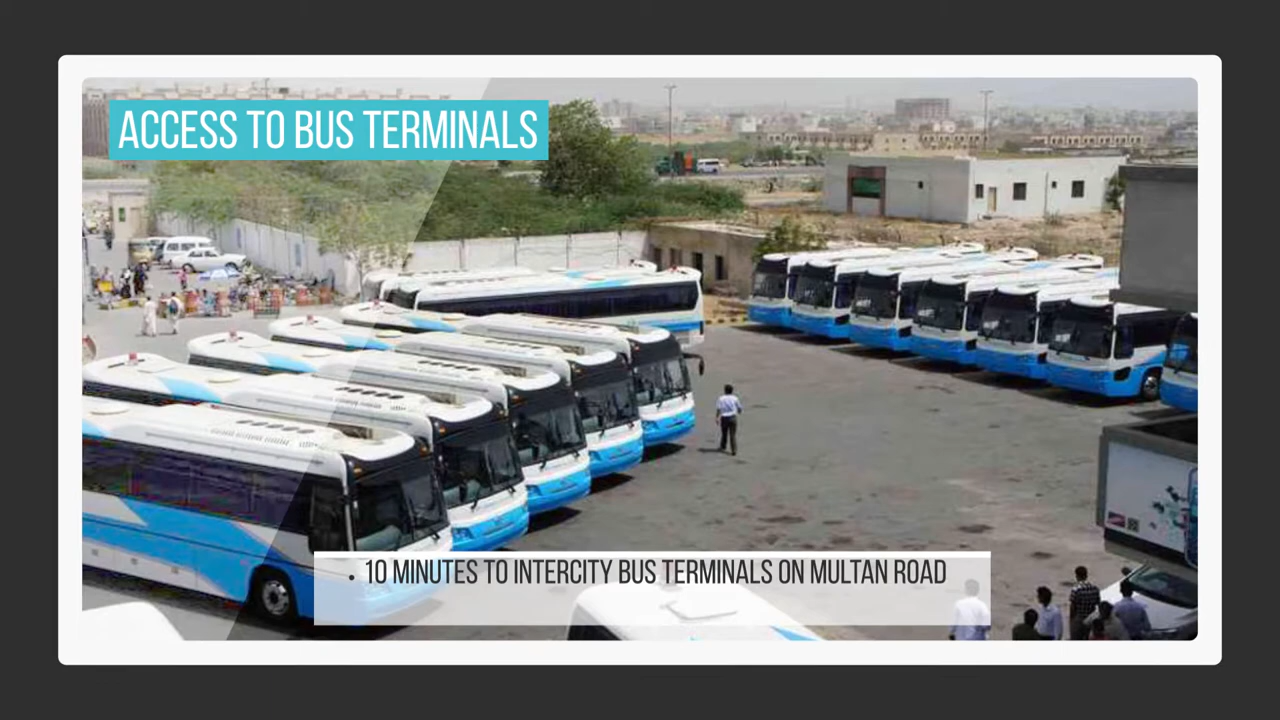 ACCESS TO BUS TERMINALS
• 10 MINUTES TO INTERCITY BUS TERMINALS ON MULTAN ROAD